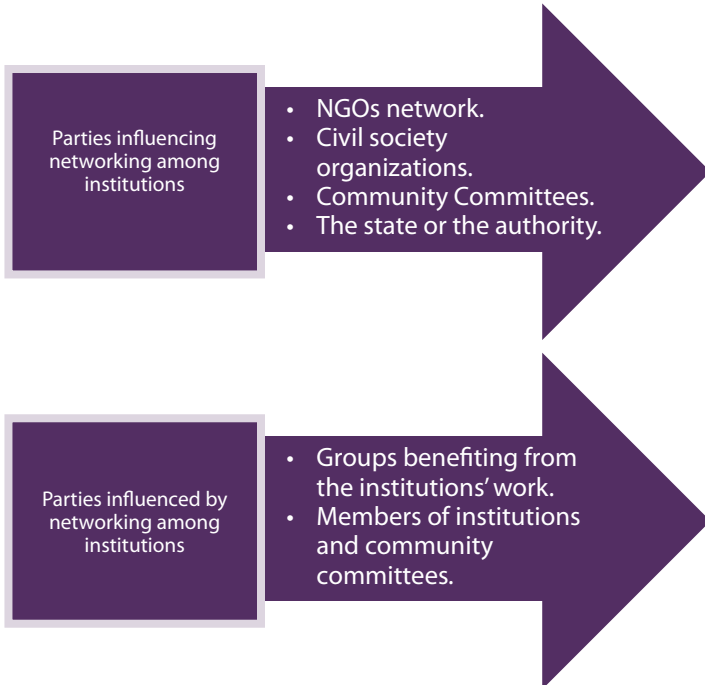 Parties influencing
networking among
institutions
• NGOs network.
• Civil society
organizations.
• Community Committees.
• The state or the authority.
Parties influenced by
networking among
institutions
• Groups benefiting from
the institutions’ work.
• Members of institutions
and community
committees.